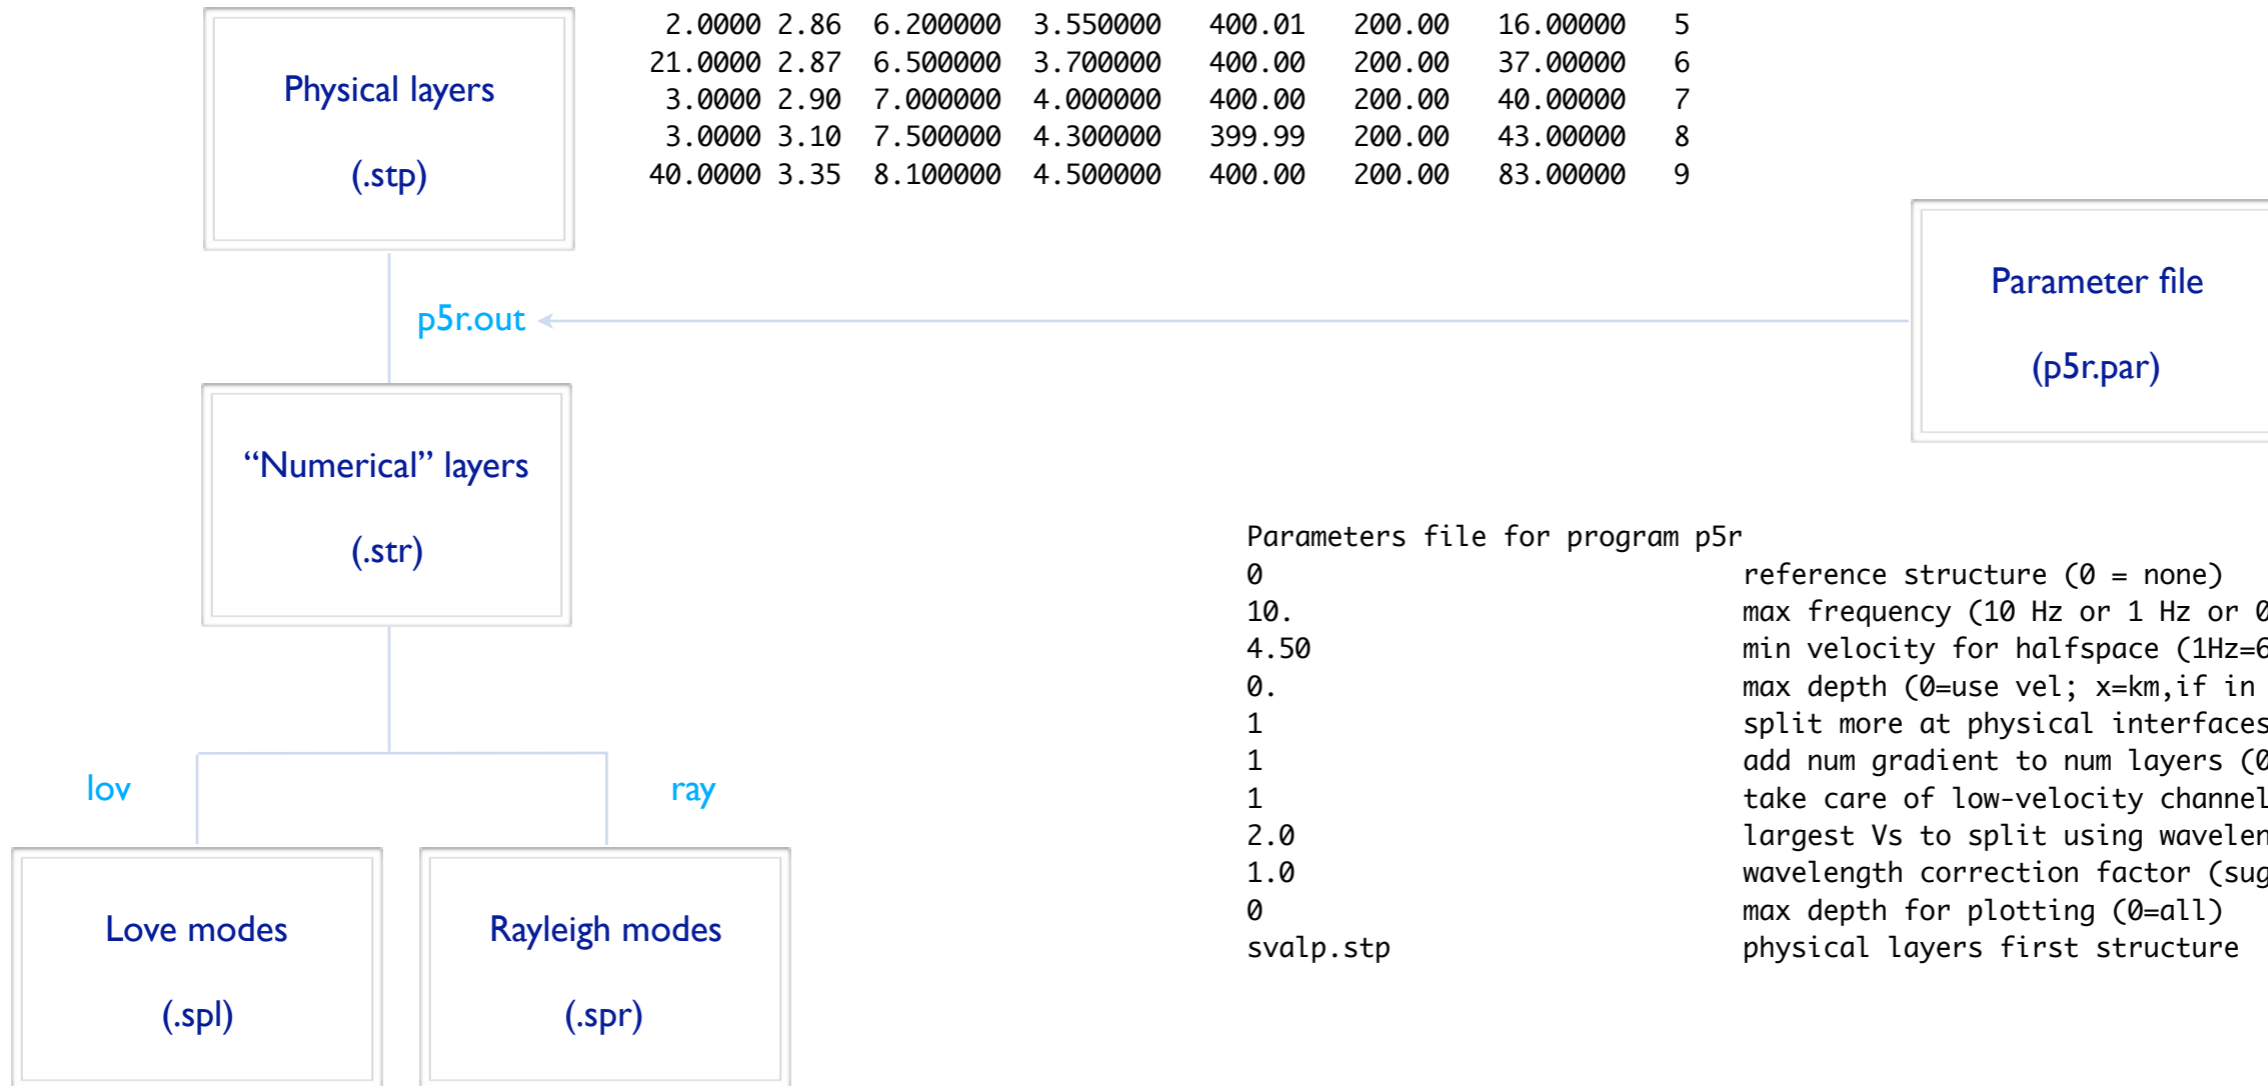 Physical layers
(.stp)
2.0000 2.86 6.200000 3.550000 400.01 200.00 16.00000 5
21.0000 2.87 6.500000 3.700000 400.00 200.00 37.00000 6
3.0000 2.90 7.000000 4.000000 400.00 200.00 40.00000 7
3.0000 3.10 7.500000 4.300000 399.99 200.00 43.00000 8
40.0000 3.35 8.100000 4.500000 400.00 200.00 83.00000 9
p5r.out
Parameter file
(p5r.par)
“Numerical” layers
(.str)
lov
ray
Love modes
(.spl)
Rayleigh modes
(.spr)
Parameters file for program p5r
0 reference structure (0 = none)
10. max frequency (10 Hz or 1 Hz or 0
4.50 min velocity for halfspace (1Hz=6
0. max depth (0=use vel; x=km,if in
1 split more at physical interfaces
1 add num gradient to num layers (0
1 take care of low-velocity channel
2.0 largest Vs to split using wavelen
1.0 wavelength correction factor (sug
0 max depth for plotting (0=all)
svalp.stp physical layers first structure